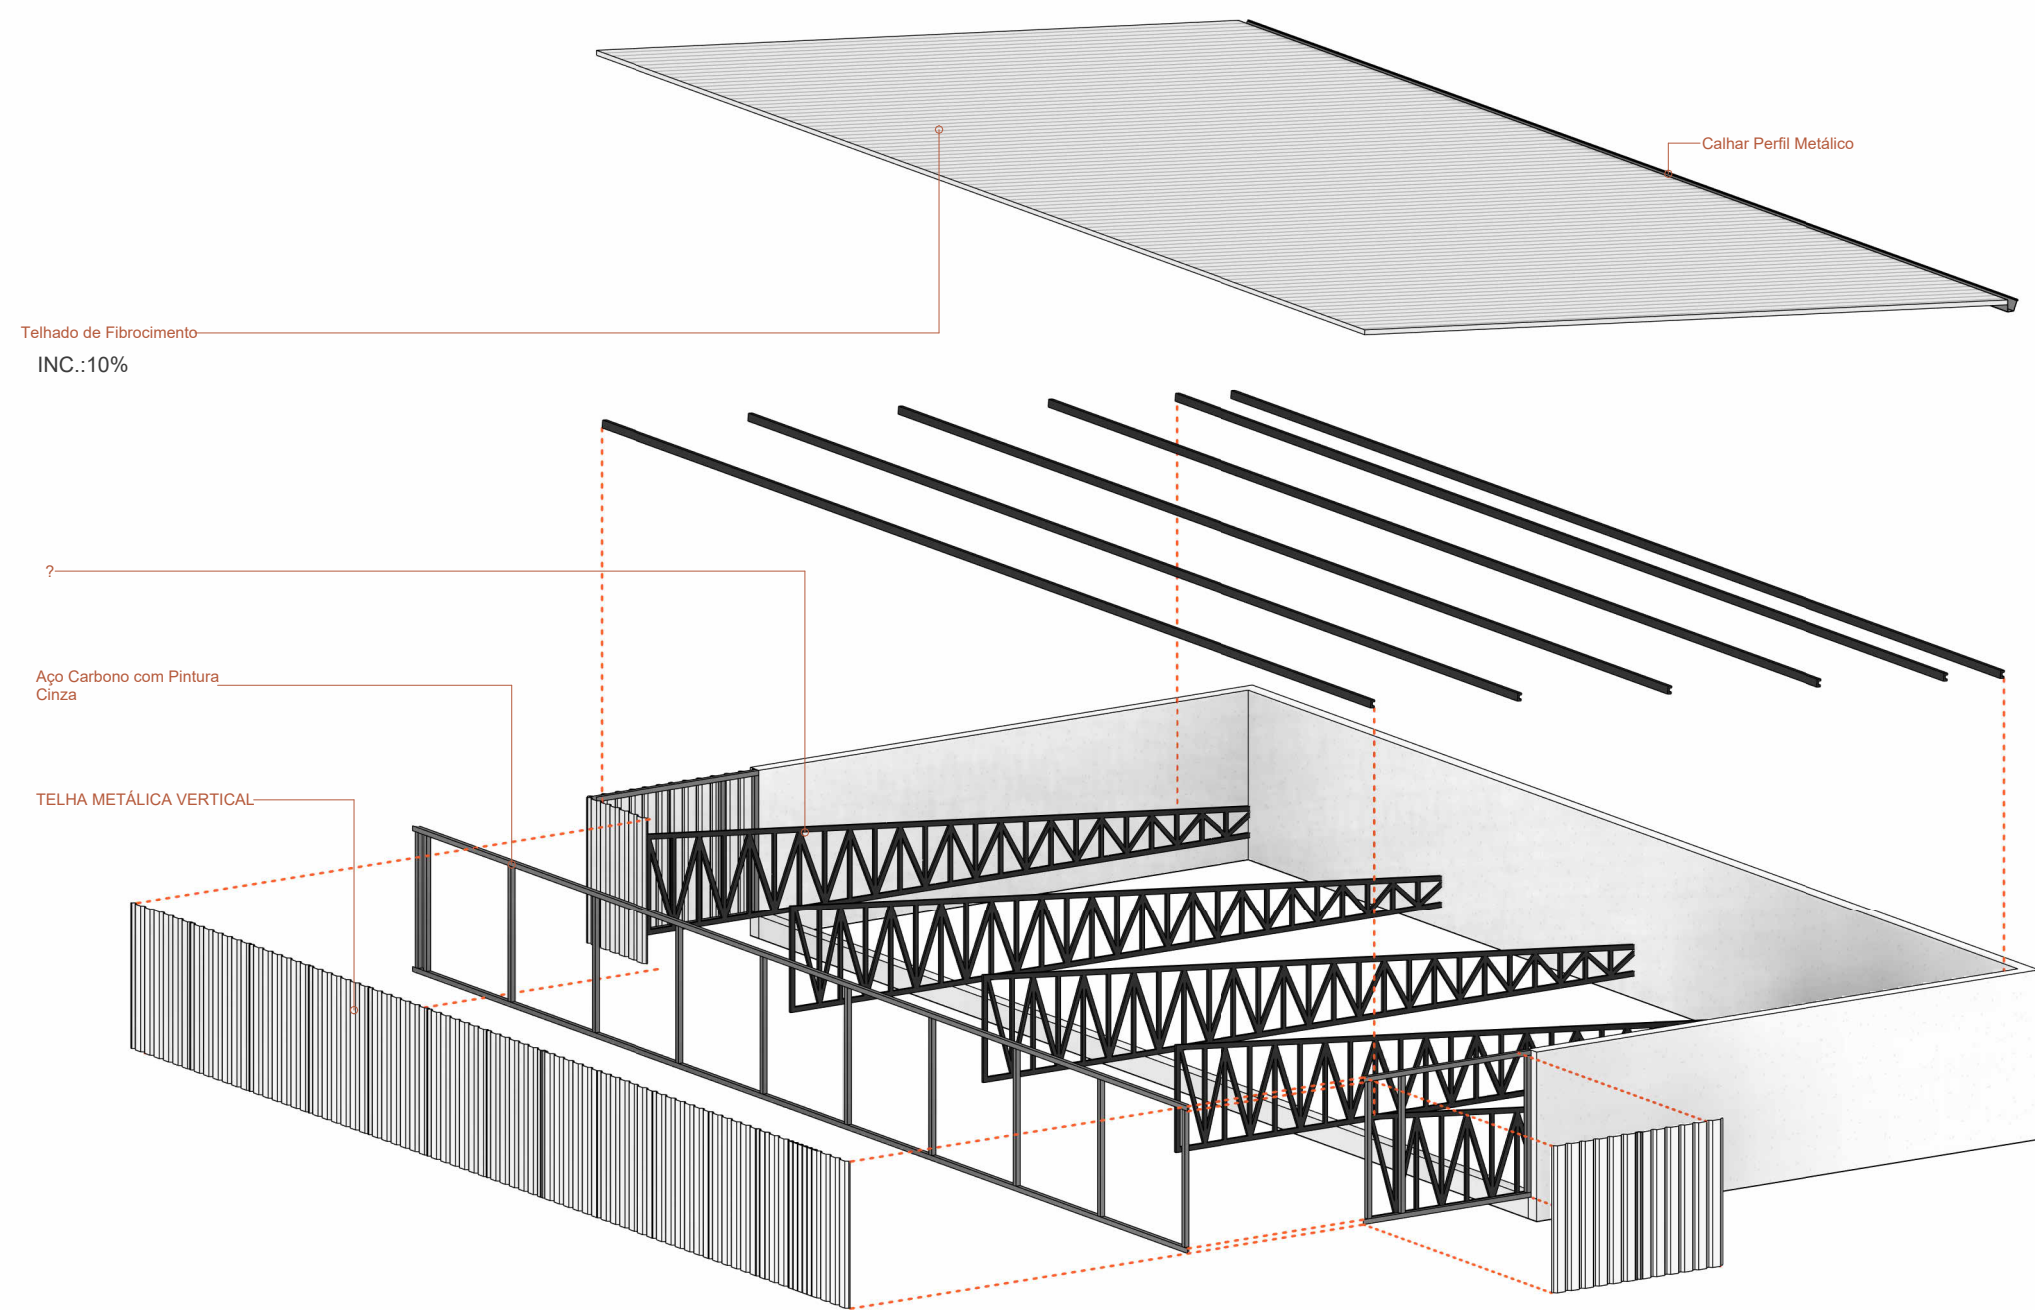 Calhar Perfil Metálico
Telhado de Fibrocimento
INC.:10%
?
Aço Carbono com Pintura
Cinza
TELHA METÁLICA VERTICAL